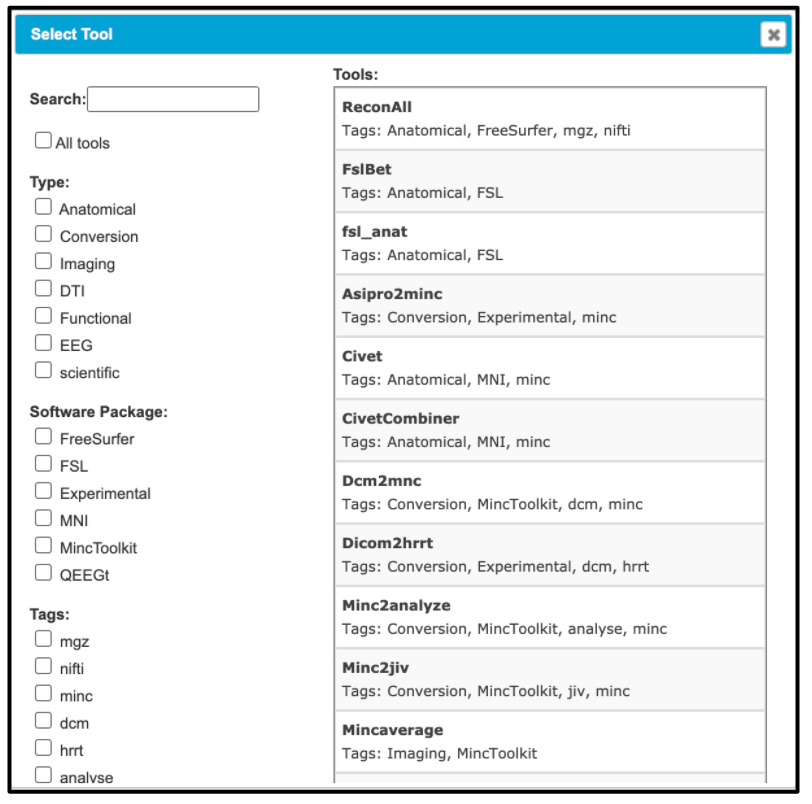 Select Tool
Search:
All tools
Type:
Anatomical
Conversion
Imaging
DTI
Functional
EEG
scientific
Software Package:
FreeSurfer
FSL
Experimental
MNI
MincToolkit
QEEGt
Tags:
mgz
nifti
minc
dcm
hrrt
analyse
Tools:
ReconAll
Tags: Anatomical, FreeSurfer, mgz, nifti
FslBet
Tags: Anatomical, FSL
fsl_anat
Tags: Anatomical, FSL
Asipro2minc
Tags: Conversion, Experimental, minc
Civet
Tags: Anatomical, MNI, minc
CivetCombiner
Tags: Anatomical, MNI, minc
Dcm2mnc
Tags: Conversion, MincToolkit, dcm, minc
Dicom2hrrt
Tags: Conversion, Experimental, dcm, hrrt
Minc2analyze
Tags: Conversion, MincToolkit, analyse, minc
Minc2jiv
Tags: Conversion, MincToolkit, jiv, minc
Mincaverage
Tags: Imaging, MincToolkit